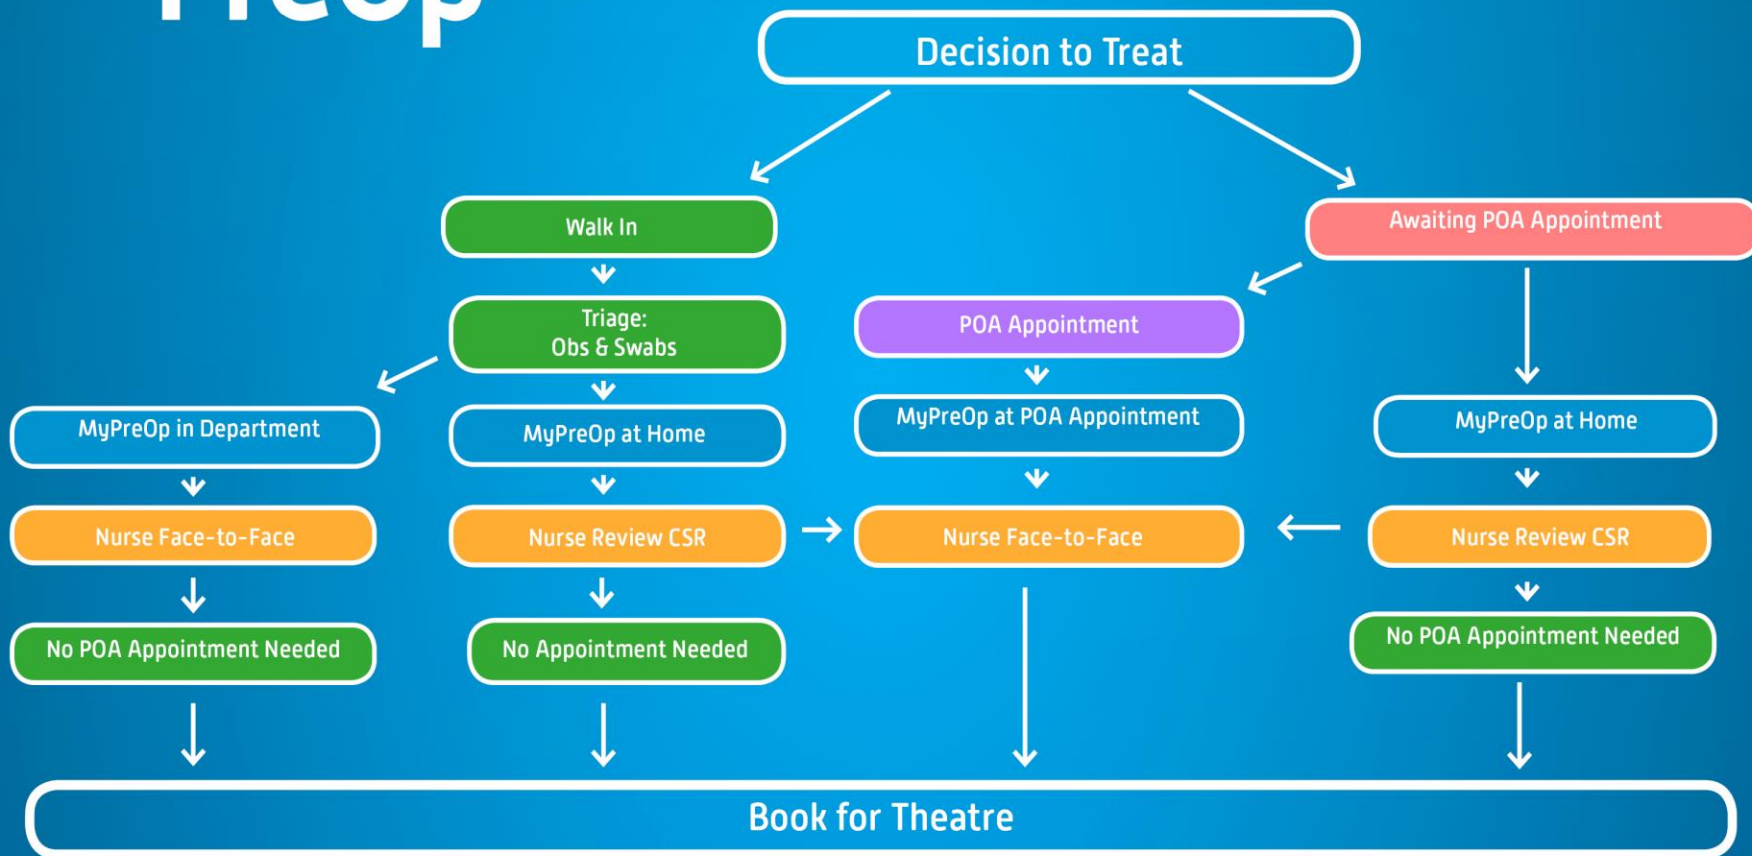 PreOp
Decision to Treat
Walk In
Awaiting POA Appointment
Triage:
Obs & Swabs
POA Appointment
MyPreOp in Department
MyPreOp at Home
MyPreOp at POA Appointment
MyPreOp at Home
Nurse Face-to-Face
Nurse Review CSR
Nurse Face-to-Face
Nurse Review CSR
No POA Appointment Needed
No Appointment Needed
No POA Appointment Needed
Book for Theatre